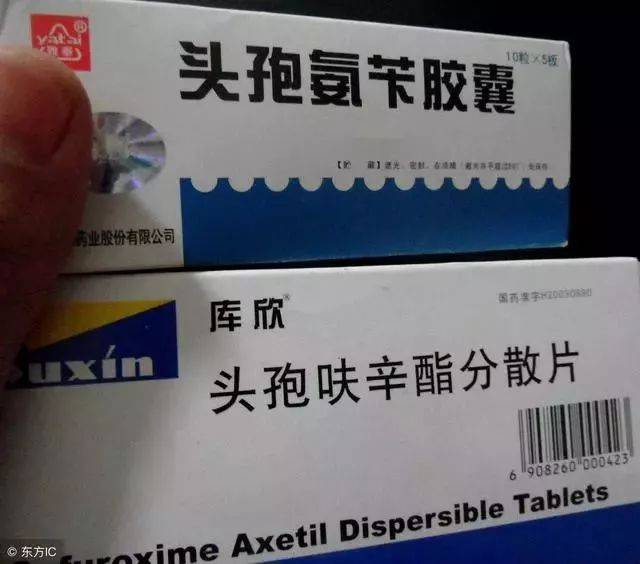 yatai
®
头孢氨苄胶囊
10粒×5板
药业股份有限公司
库欣®
国药准字H20030880
uxín
头孢呋辛酯分散片
6 908260 000423
furoxime Axetil Dispersible Tablets
© 东方IC